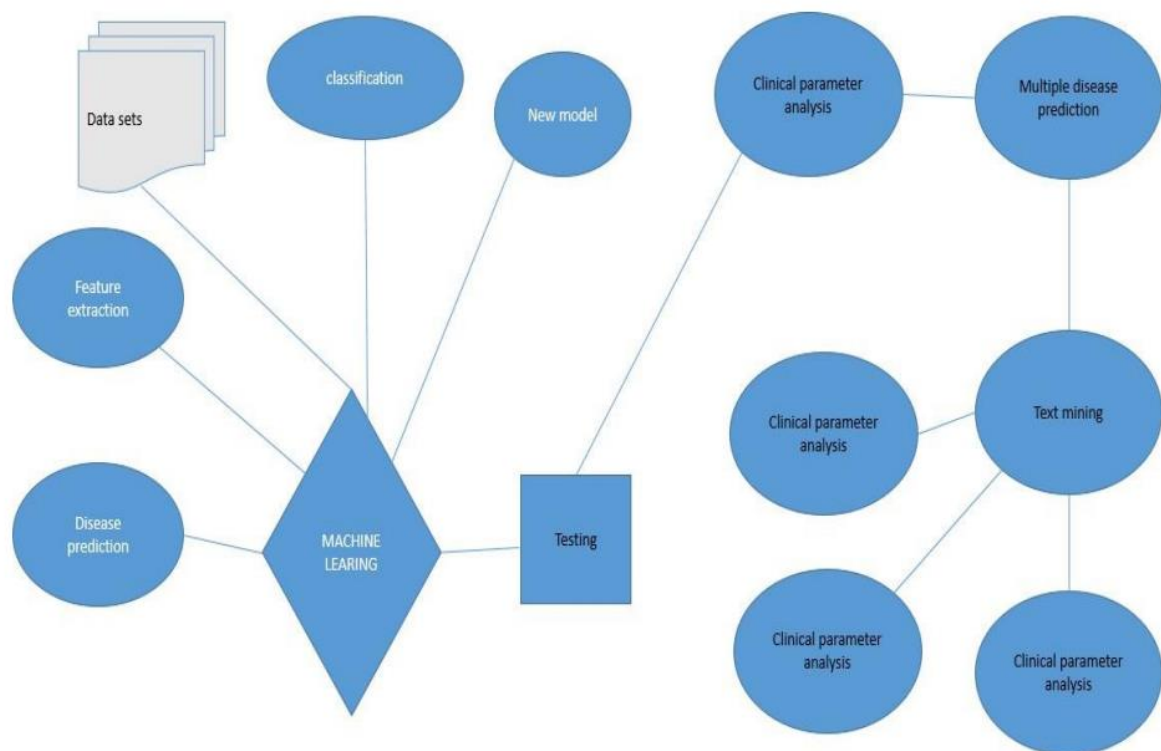 Data sets
classification
New model
Clinical parameter
analysis
Multiple disease
prediction
Feature
extraction
Clinical parameter
analysis
Text mining
Disease
prediction
MACHINE
LEARING
Testing
Clinical parameter
analysis
Clinical parameter
analysis